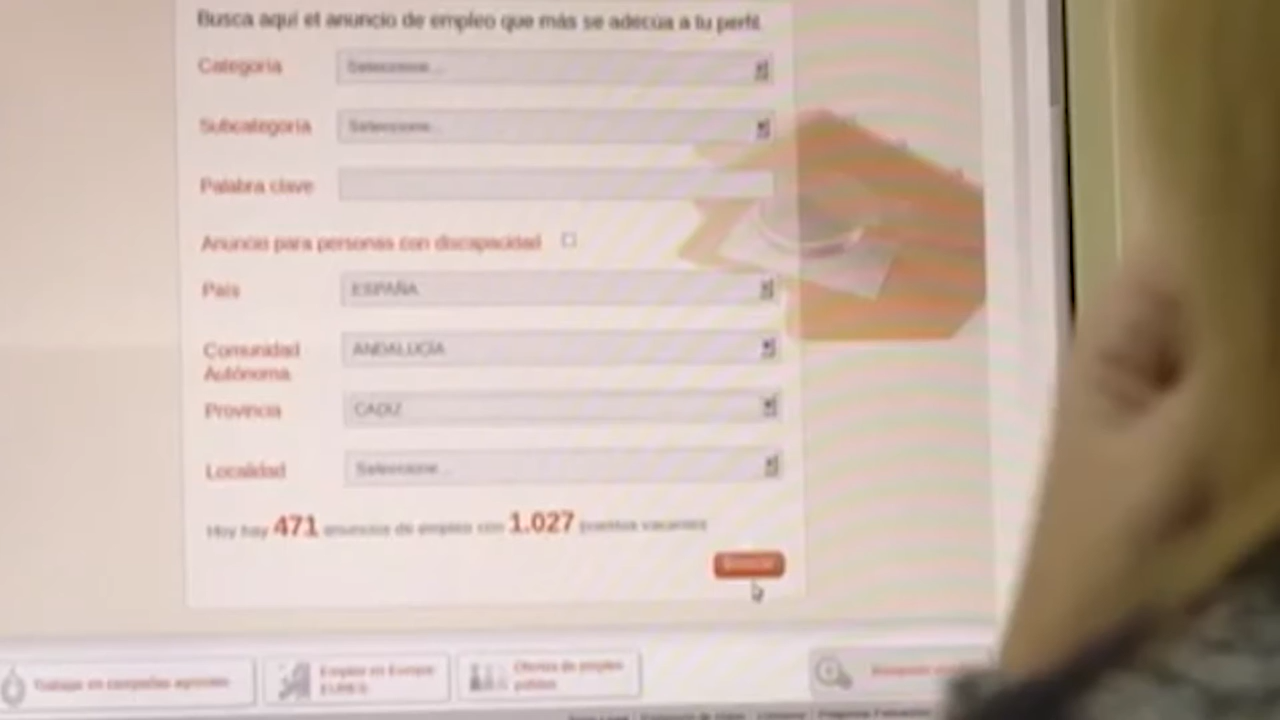 Busca aquí el anuncio de empleo que más se adecúa a tu perfil.
Categoría Seleccione...
Subcategoría Seleccione...
Palabra clave
Anuncio para personas con discapacidad
País ESPAÑA
Comunidad Autónoma ANDALUCÍA
Provincia CADIZ
Localidad Seleccione...
Hoy hay 471 anuncios de empleo con 1.027 puestos vacantes
Buscar
Trabajar en campañas agrícolas
Empleo en Europa
EURES
Ofertas de empleo
público